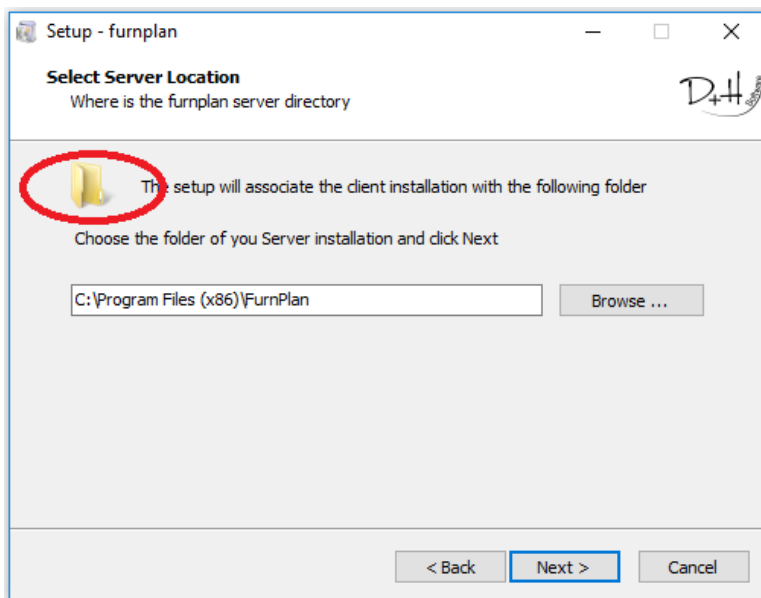 Setup - furnplan
Select Server Location
Where is the furnplan server directory
D+H Software
The setup will associate the client installation with the following folder
Choose the folder of you Server installation and click Next
C:\Program Files (x86)\FurnPlan
Browse ...
< Back
Next >
Cancel